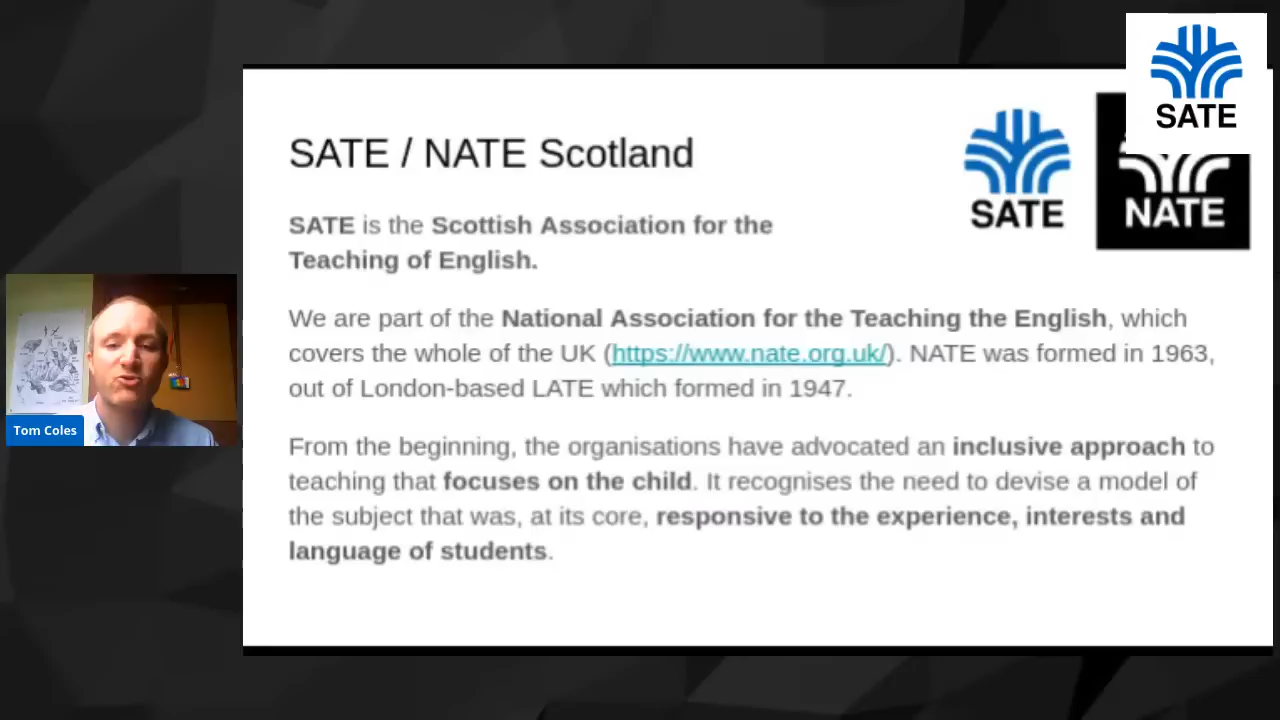 SATE
SATE / NATE Scotland
SATE
NATE
SATE is the Scottish Association for the
Teaching of English.
We are part of the National Association for the Teaching the English, which
covers the whole of the UK (https://www.nate.org.uk/). NATE was formed in 1963,
out of London-based LATE which formed in 1947.
From the beginning, the organisations have advocated an inclusive approach to
teaching that focuses on the child. It recognises the need to devise a model of
the subject that was, at its core, responsive to the experience, interests and
language of students.
Tom Coles